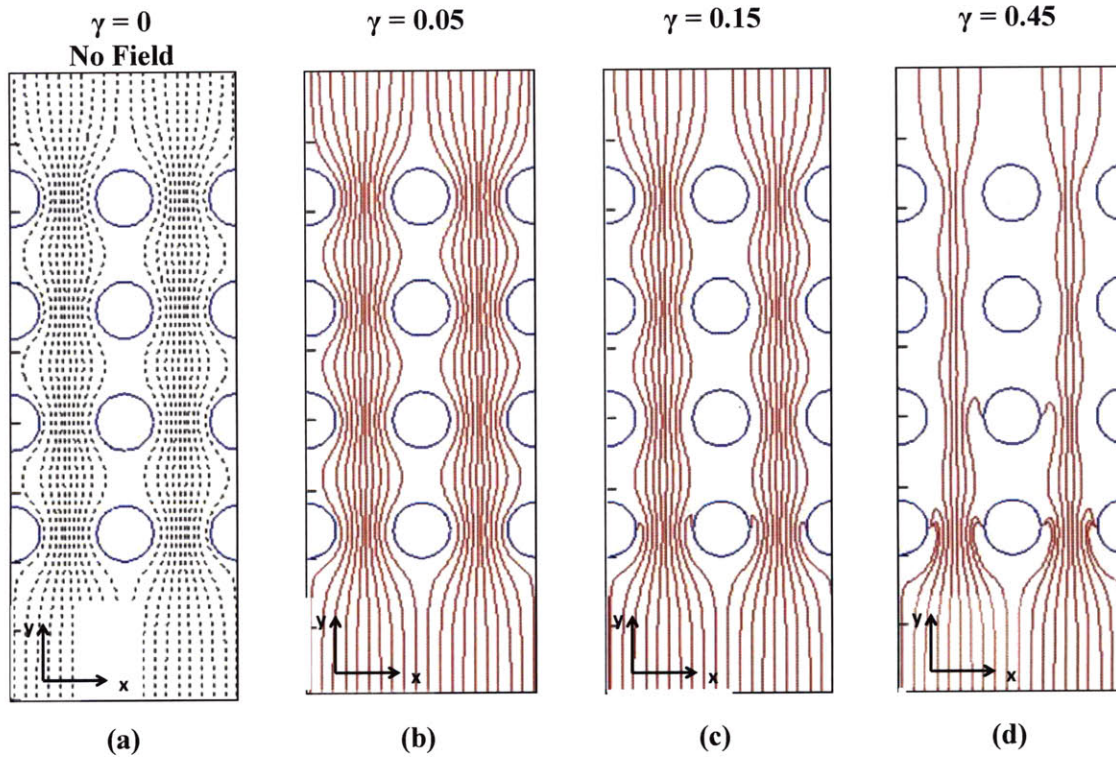 γ = 0
No Field
γ = 0.05
γ = 0.15
γ = 0.45
y
x
y
x
y
x
y
x
(a)
(b)
(c)
(d)